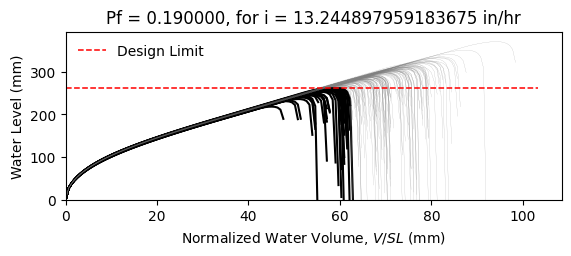 Pf = 0.190000, for i = 13.244897959183675 in/hr
Design Limit
Water Level (mm)
300
200
100
0
0 20 40 60 80 100
Normalized Water Volume, V/SL (mm)